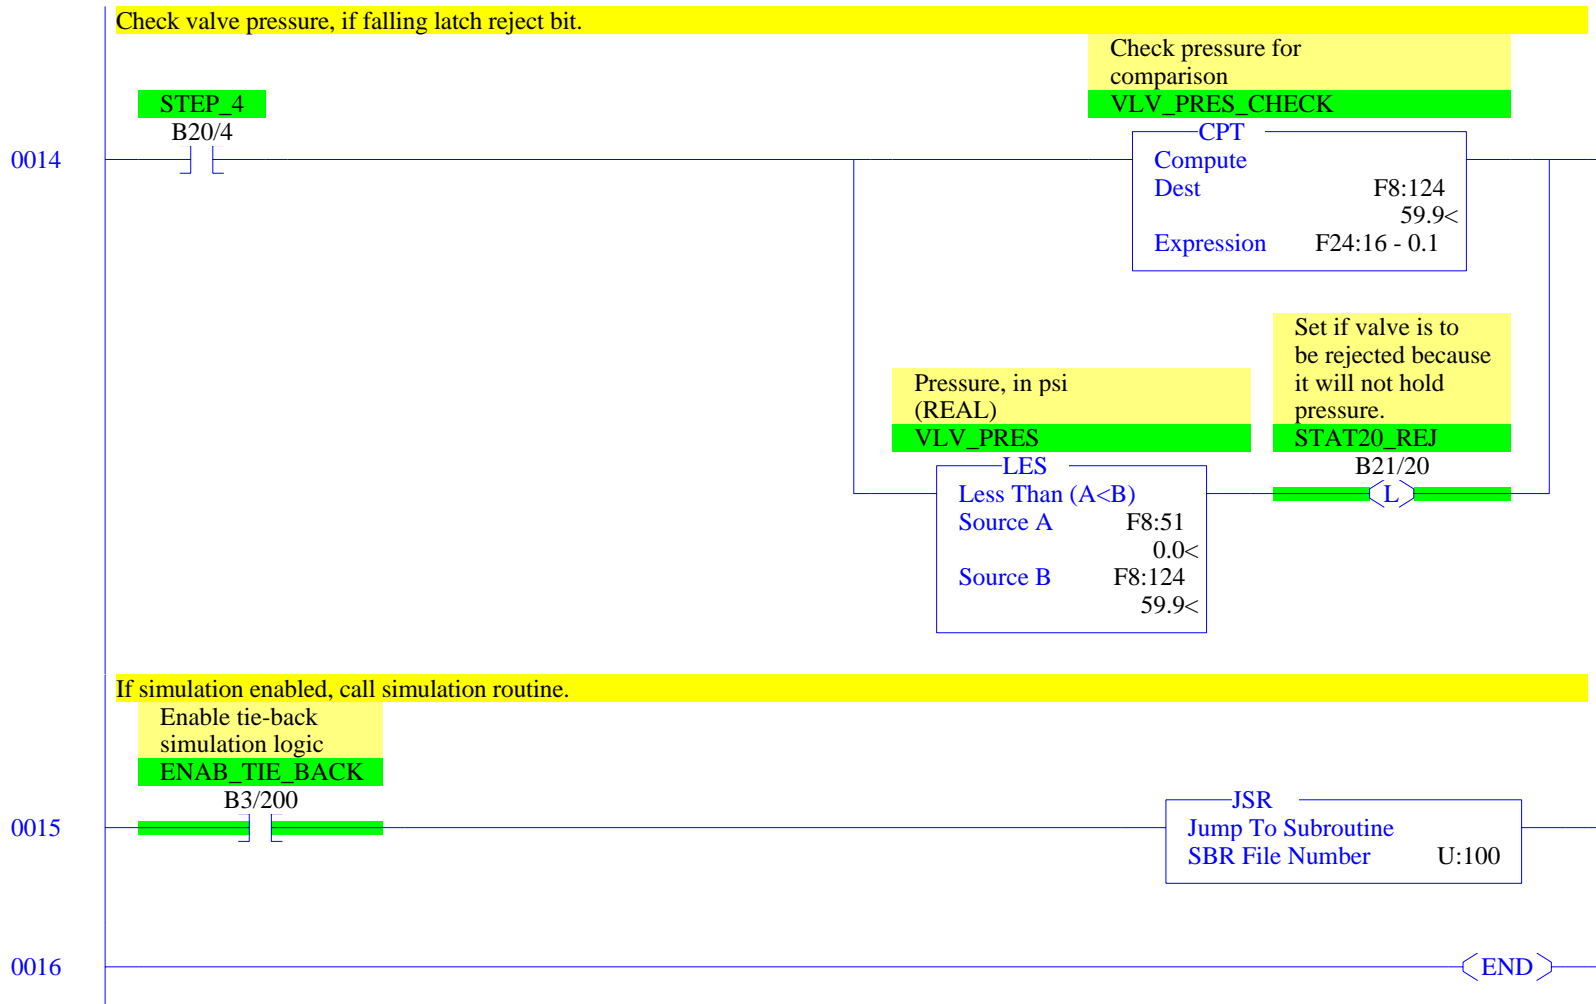 Check valve pressure, if falling latch reject bit.
Check pressure for
comparison
VLV_PRES_CHECK
STEP_4
B20/4
0014
CPT
Compute
Dest F8:124
59.9<
Expression F24:16 - 0.1
Set if valve is to
be rejected because
it will not hold
pressure.
STAT20_REJ
B21/20
L
Pressure, in psi
(REAL)
VLV_PRES
LES
Less Than (A<B)
Source A F8:51
0.0<
Source B F8:124
59.9<
If simulation enabled, call simulation routine.
Enable tie-back
simulation logic
ENAB_TIE_BACK
B3/200
0015
JSR
Jump To Subroutine
SBR File Number U:100
0016
END